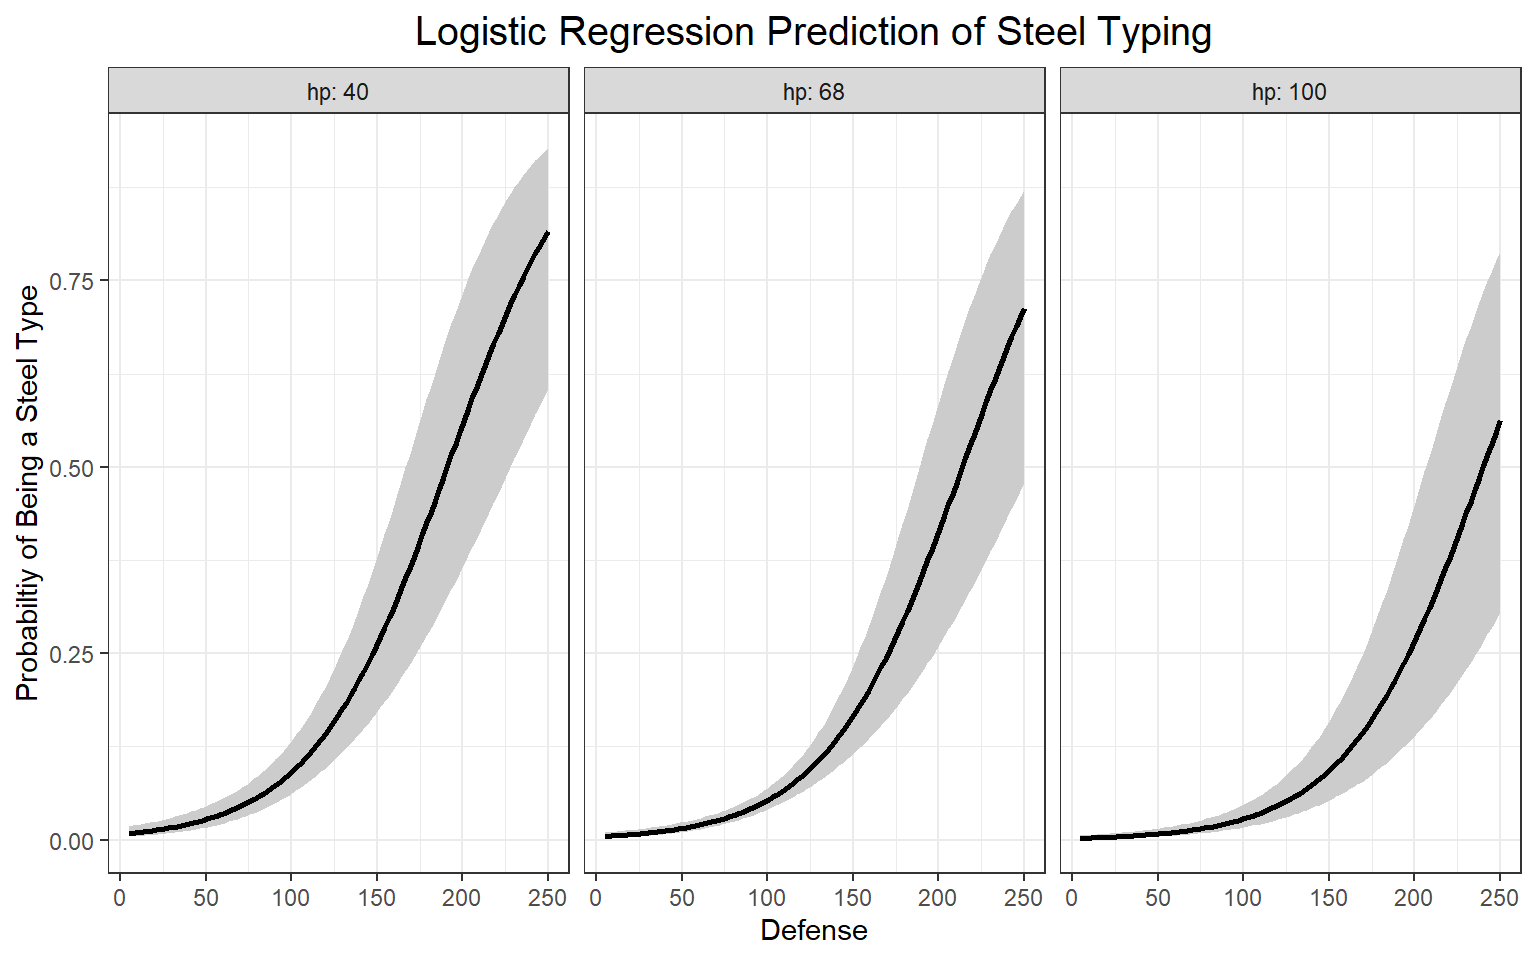 Logistic Regression Prediction of Steel Typing
hp: 40
hp: 68
hp: 100
Probabiltiy of Being a Steel Type
0.75
0.50
0.25
0.00
0 50 100 150 200 250
0 50 100 150 200 250
0 50 100 150 200 250
Defense